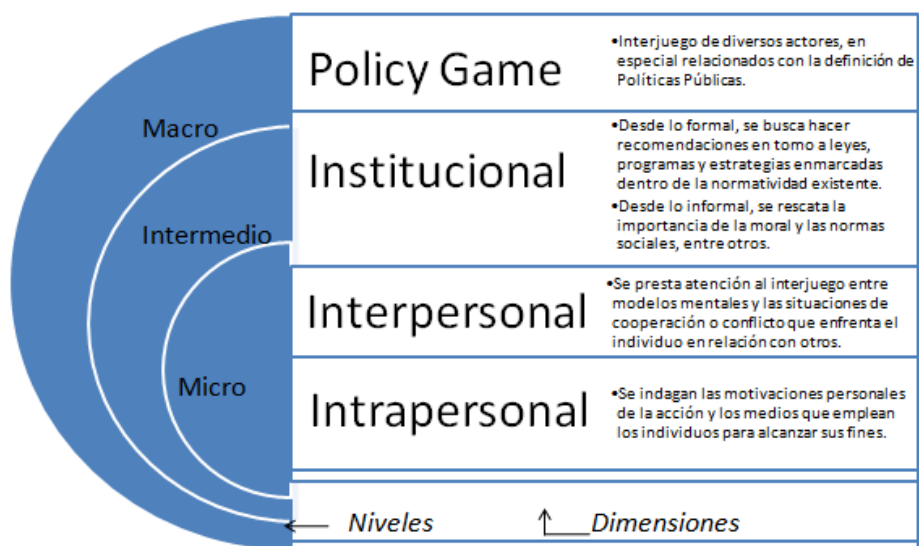 Policy Game
•Interjuego de diversos actores, en
especial relacionados con la definición de
Políticas Públicas.
Macro
Institucional
•Desde lo formal, se busca hacer
recomendaciones en torno a leyes,
programas y estrategias enmarcadas
dentro de la normatividad existente.
•Desde lo informal, se rescata la
importancia de la moral y las normas
sociales, entre otros.
Intermedio
Interpersonal
•Se presta atención al interjuego entre
modelos mentales y las situaciones de
cooperación o conflicto que enfrenta el
individuo en relación con otros.
Micro
Intrapersonal
•Se indagan las motivaciones personales
de la acción y los medios que emplean
los individuos para alcanzar sus fines.
Niveles
Dimensiones